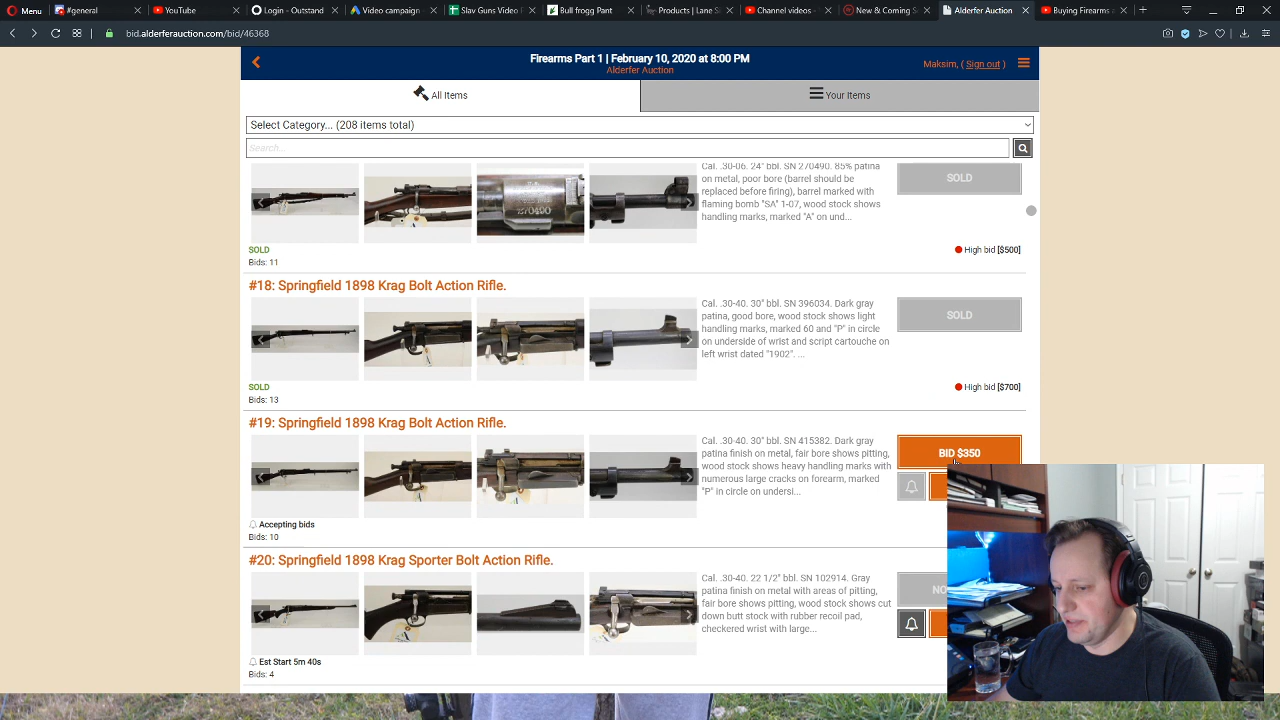 Menu
#general
YouTube
Login - Outstand
Video campaign
Slav Guns Video
Bull frogg Pant
Products | Lane S
Channel videos -
New & Coming S
Alderfer Auction
Buying Firearms a
bid.alderferauction.com/bid/46368
Firearms Part 1 | February 10, 2020 at 8:00 PM
Alderfer Auction
Maksim, ( Sign out )
All Items
Your Items
Select Category... (208 items total)
Search...
Cal. .30-06. 24" bbl. SN 270490. 85% patina
on metal, poor bore (barrel should be
replaced before firing), barrel marked with
flaming bomb "SA" 1-07, wood stock shows
handling marks, marked "A" on und...
SOLD
270490
SOLD
Bids: 11
High bid [$500]
#18: Springfield 1898 Krag Bolt Action Rifle.
Cal. .30-40. 30" bbl. SN 396034. Dark gray
patina, good bore, wood stock shows light
handling marks, marked 60 and "P" in circle
on underside of wrist and script cartouche on
left wrist dated "1902". ...
SOLD
SOLD
Bids: 13
High bid [$700]
#19: Springfield 1898 Krag Bolt Action Rifle.
Cal. .30-40. 30" bbl. SN 415382. Dark gray
patina finish on metal, fair bore shows pitting,
wood stock shows heavy handling marks with
numerous large cracks on forearm, marked
"P" in circle on undersi...
BID $350
Accepting bids
Bids: 10
#20: Springfield 1898 Krag Sporter Bolt Action Rifle.
Cal. .30-40. 22 1/2" bbl. SN 102914. Gray
patina finish on metal with areas of pitting,
fair bore shows pitting, wood stock shows cut
down butt stock with rubber recoil pad,
checkered wrist with large...
NO
Est Start 5m 40s
Bids: 4